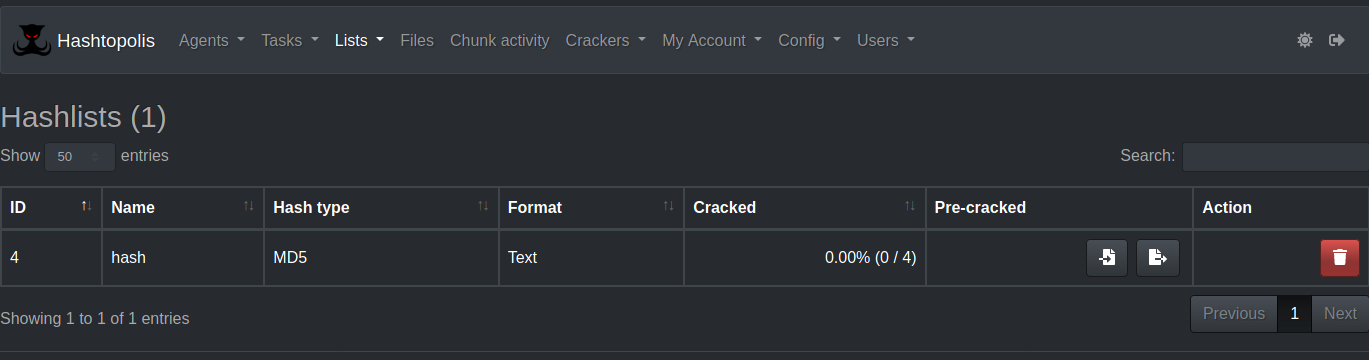 Hashtopolis Agents Tasks Lists Files Chunk activity Crackers My Account Config Users
Hashlists (1)
Show 50 entries Search:
ID Name Hash type Format Cracked Pre-cracked Action
4 hash MD5 Text 0.00% (0 / 4)
Showing 1 to 1 of 1 entries Previous 1 Next